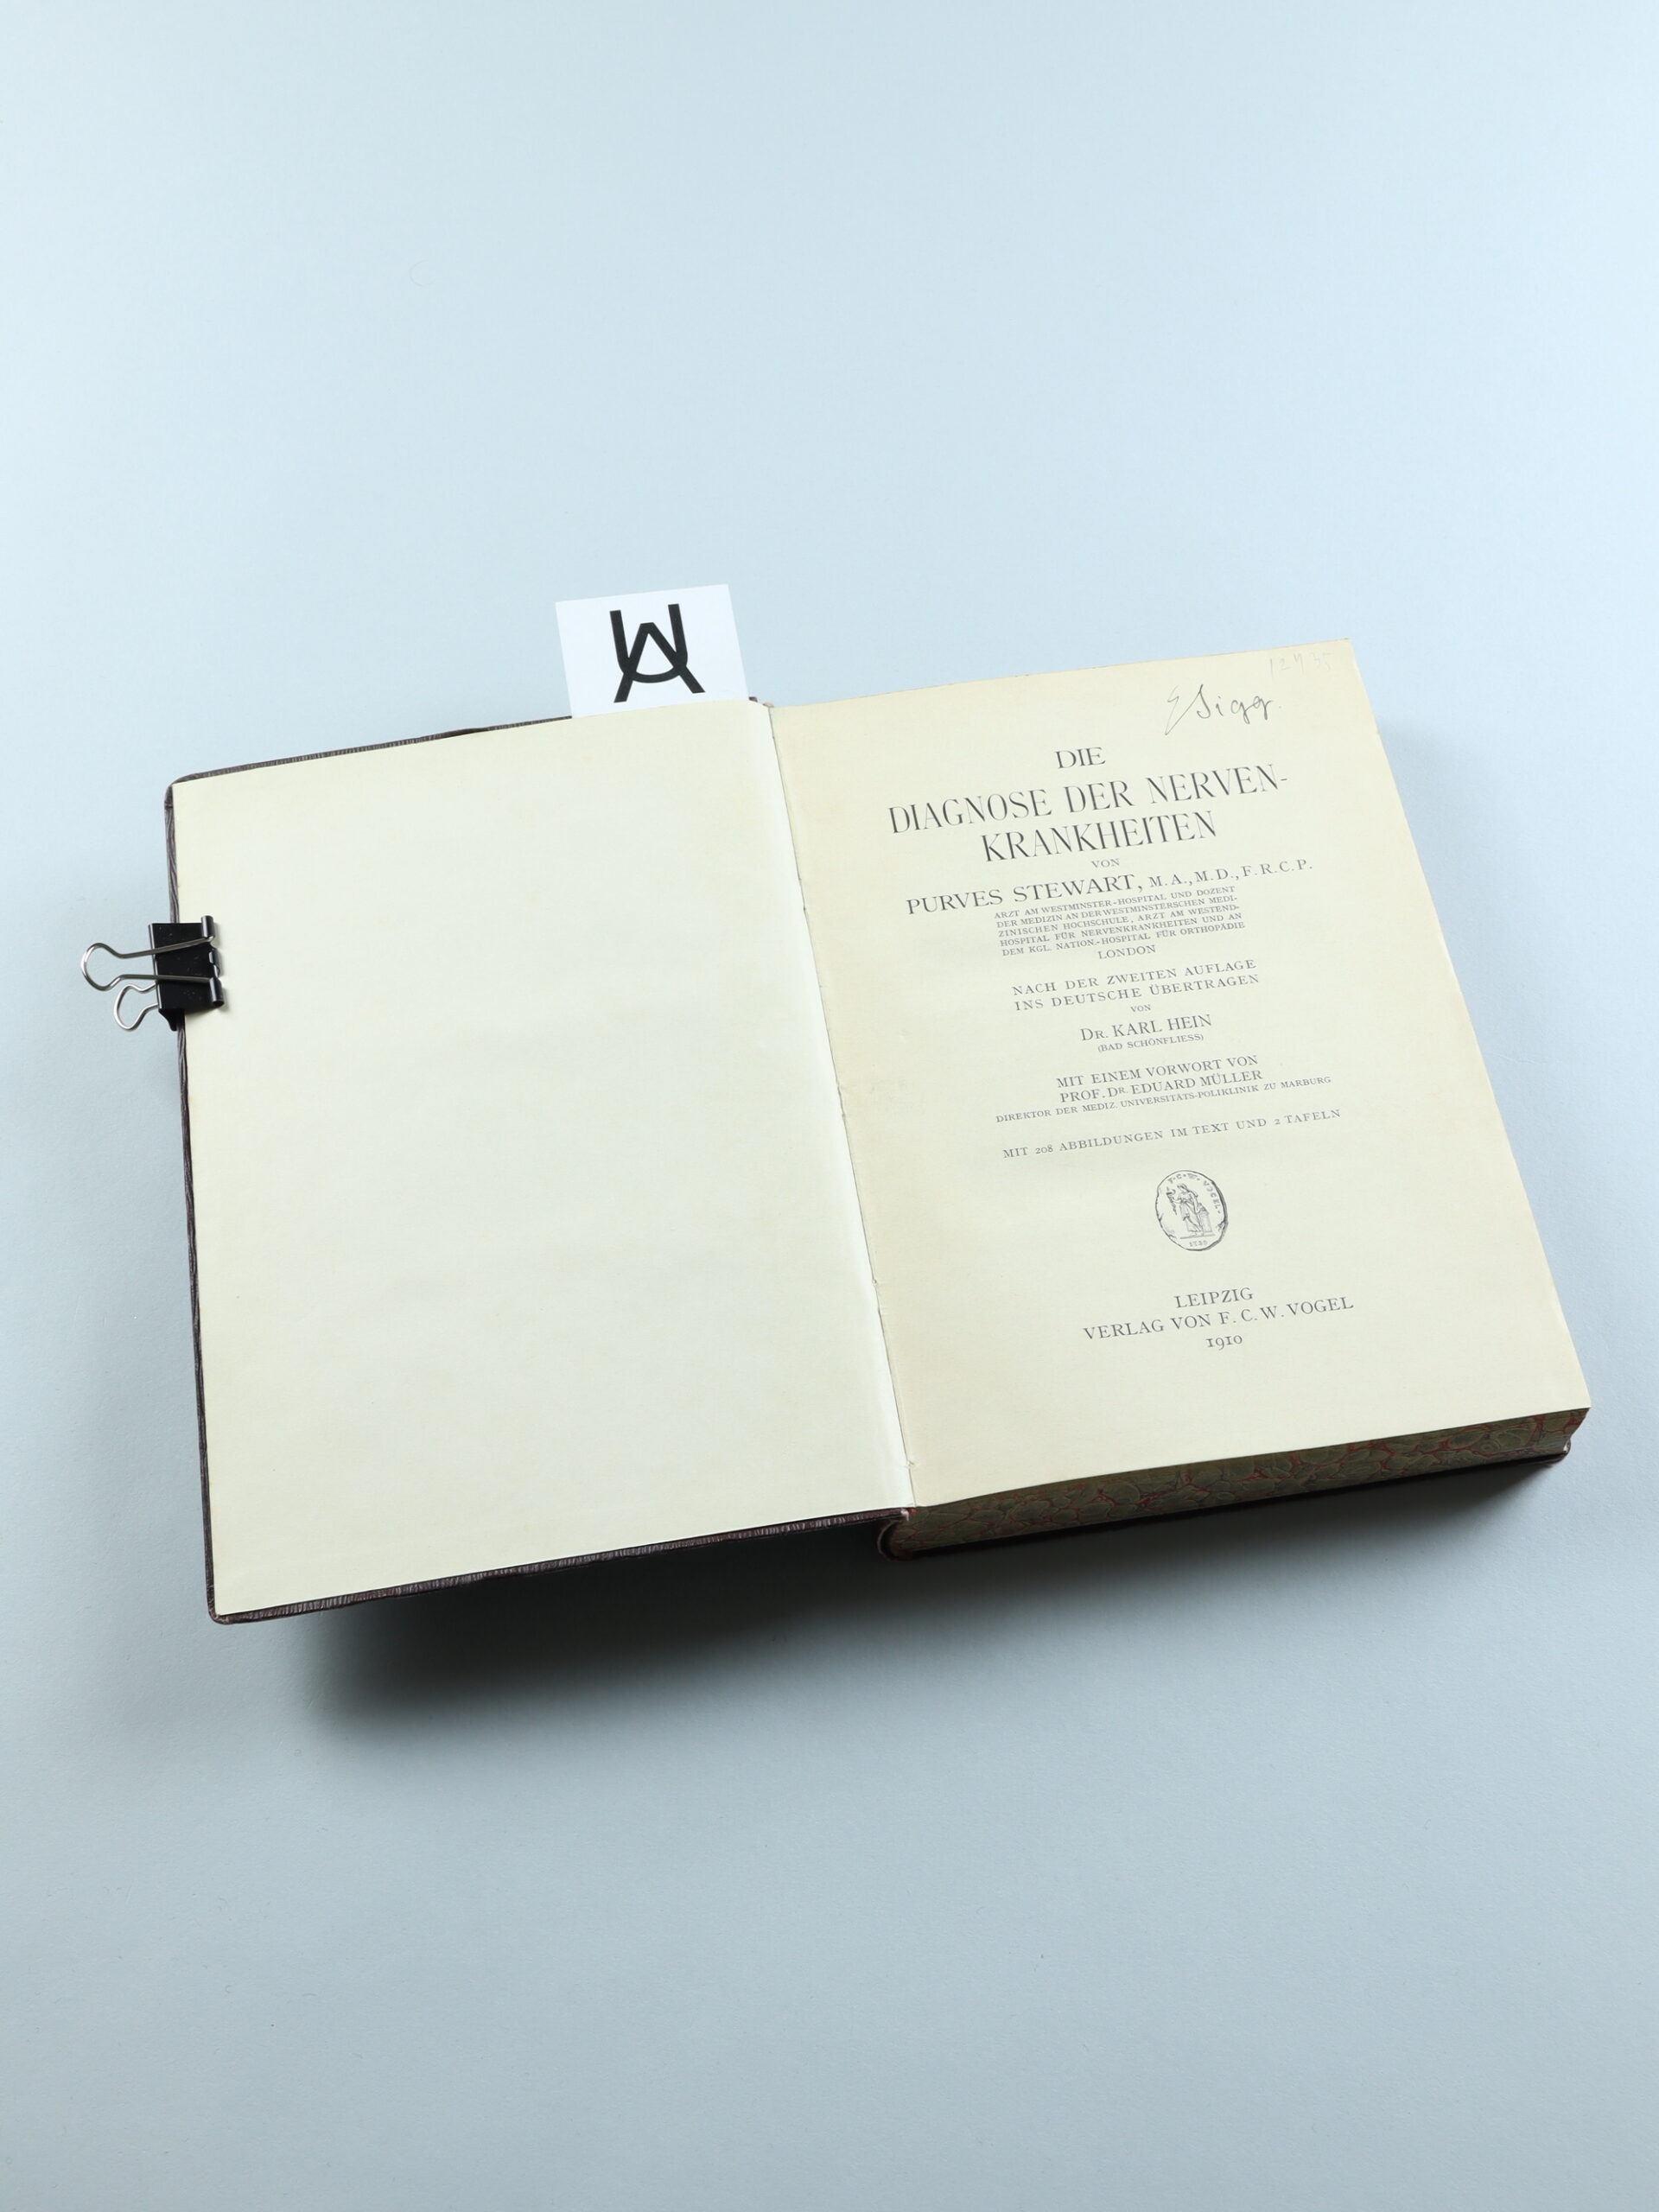 E Sigg.
DIE
DIAGNOSE DER NERVEN-
KRANKHEITEN
VON
PURVES STEWART, M.A., M.D., F.R.C.P.
ARZT AM WESTMINSTER-HOSPITAL UND DOZENT
DER MEDIZIN AN DER WESTMINSTERSCHEN MEDI-
ZINISCHEN HOCHSCHULE, ARZT AM WESTEND-
HOSPITAL FÜR NERVENKRANKHEITEN UND AN
DEM KGL. NATION.-HOSPITAL FÜR ORTHOPÄDIE
LONDON
NACH DER ZWEITEN AUFLAGE
INS DEUTSCHE ÜBERTRAGEN
VON
DR. KARL HEIN
(BAD SCHÖNFLIESS)
MIT EINEM VORWORT VON
PROF. DR. EDUARD MÜLLER
DIREKTOR DER MEDIZ. UNIVERSITÄTS-POLIKLINIK ZU MARBURG
MIT 208 ABBILDUNGEN IM TEXT UND 2 TAFELN
F. C. W. VOGEL
LEIPZIG
VERLAG VON F. C. W. VOGEL
1910